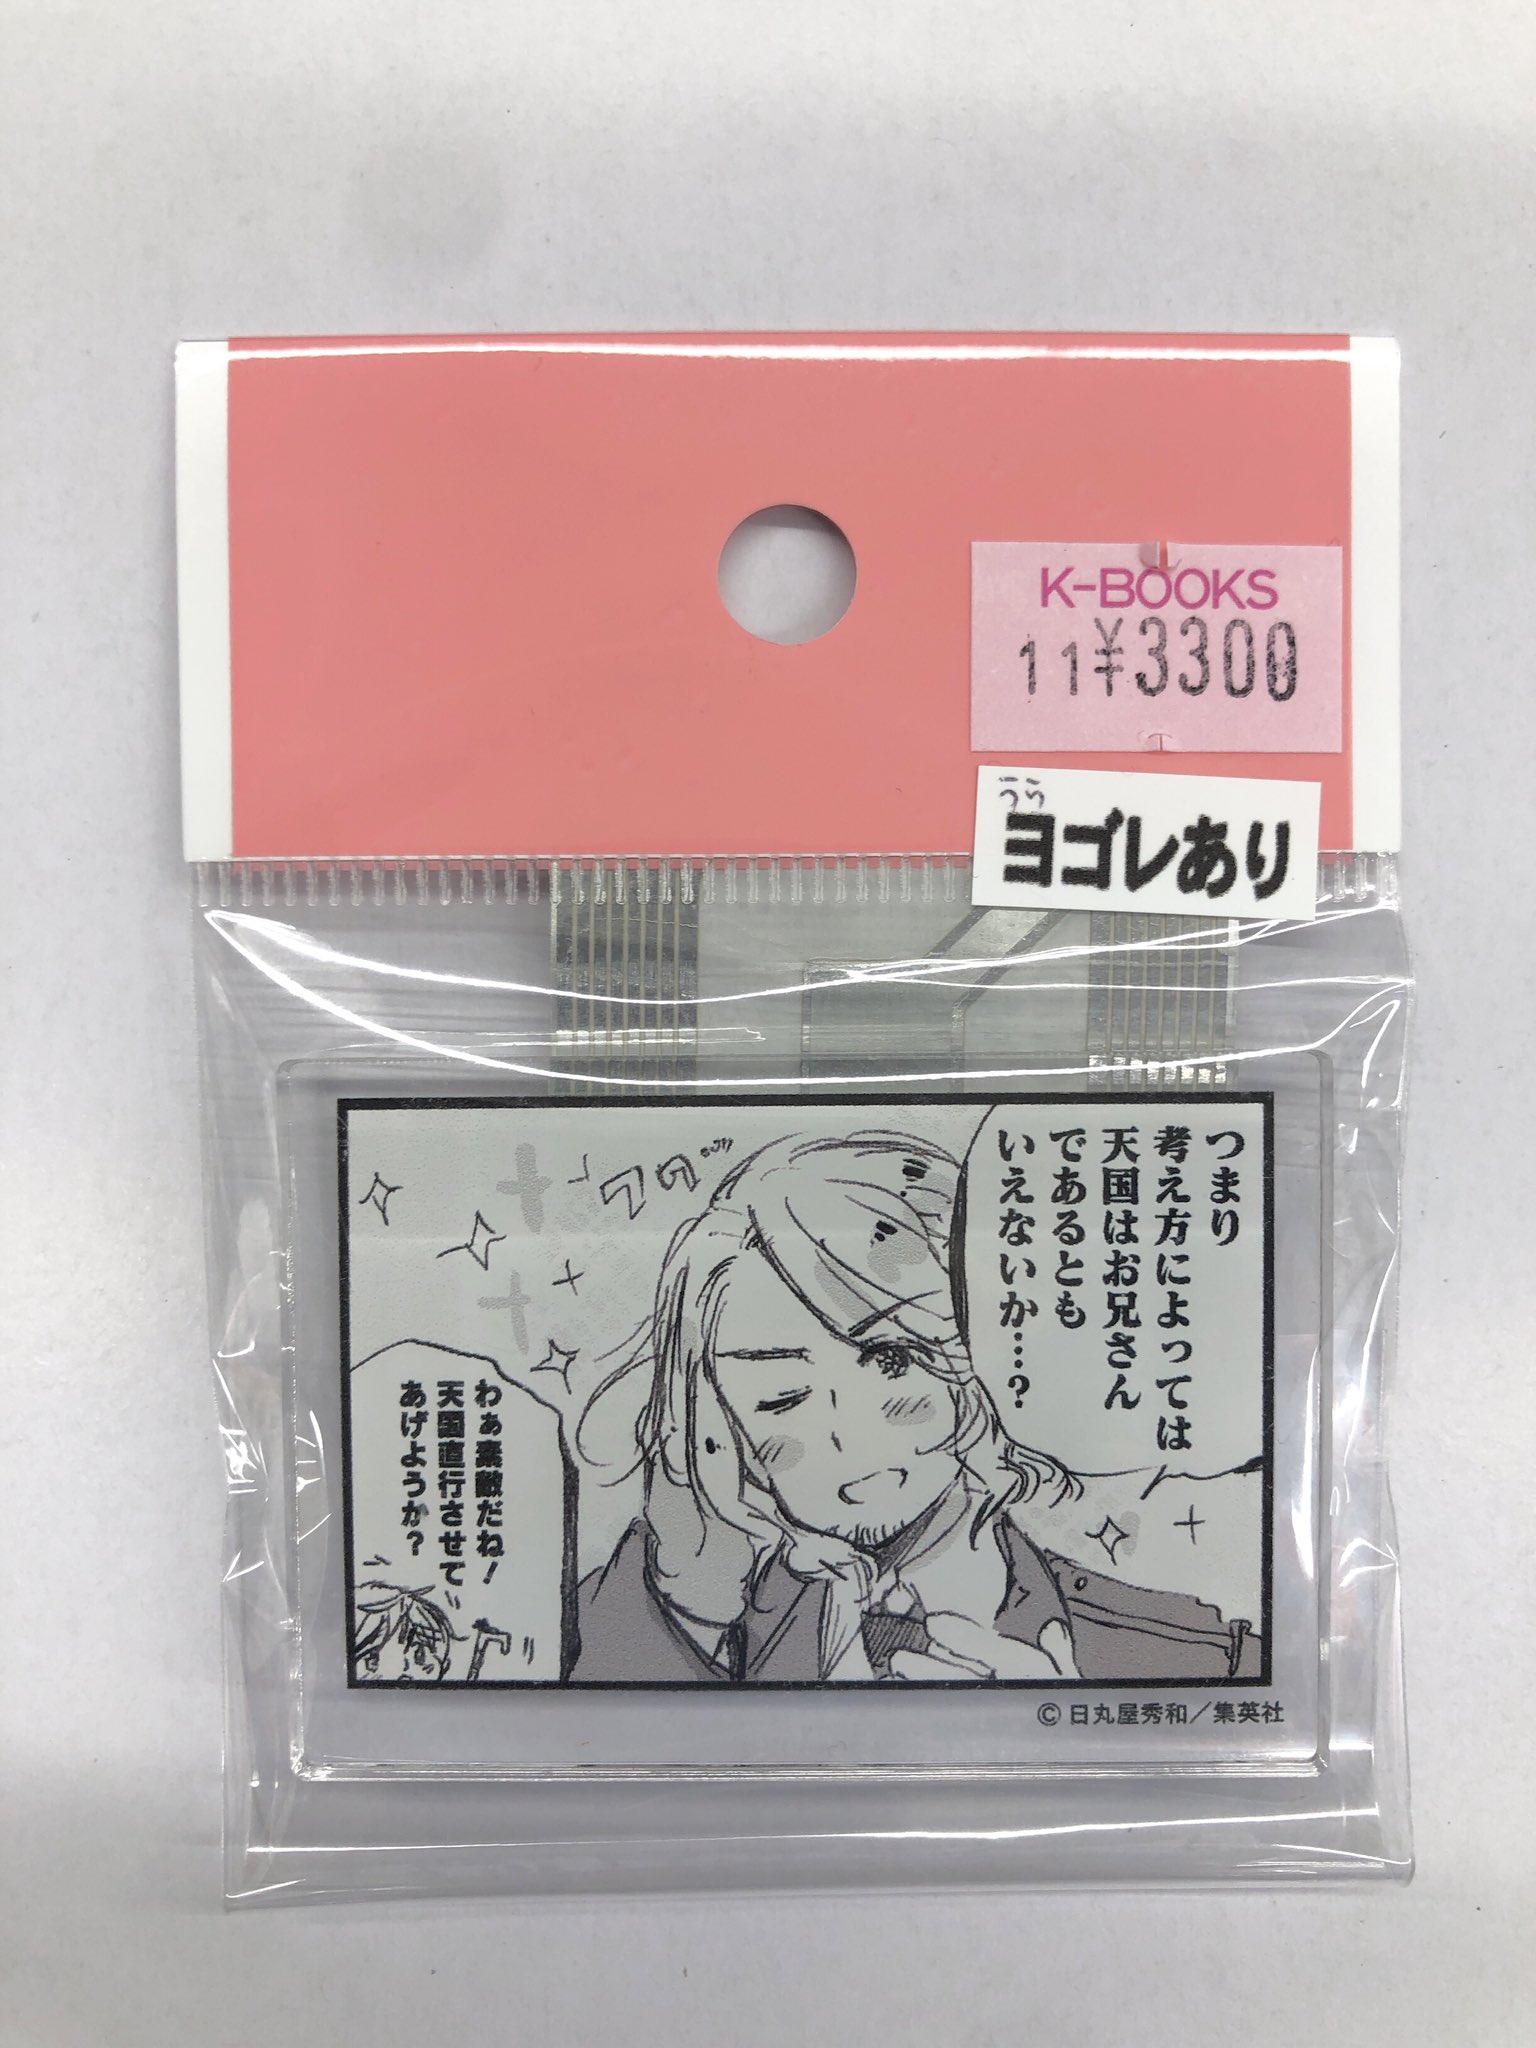 K-BOOKS
11¥3300
うら
ヨゴレあり
つまり
考え方によっては
天国はお兄さん
であるとも
いえないか…?
わぁ素敵だね!
天国直行させて
あげようか?
© 日丸屋秀和／集英社